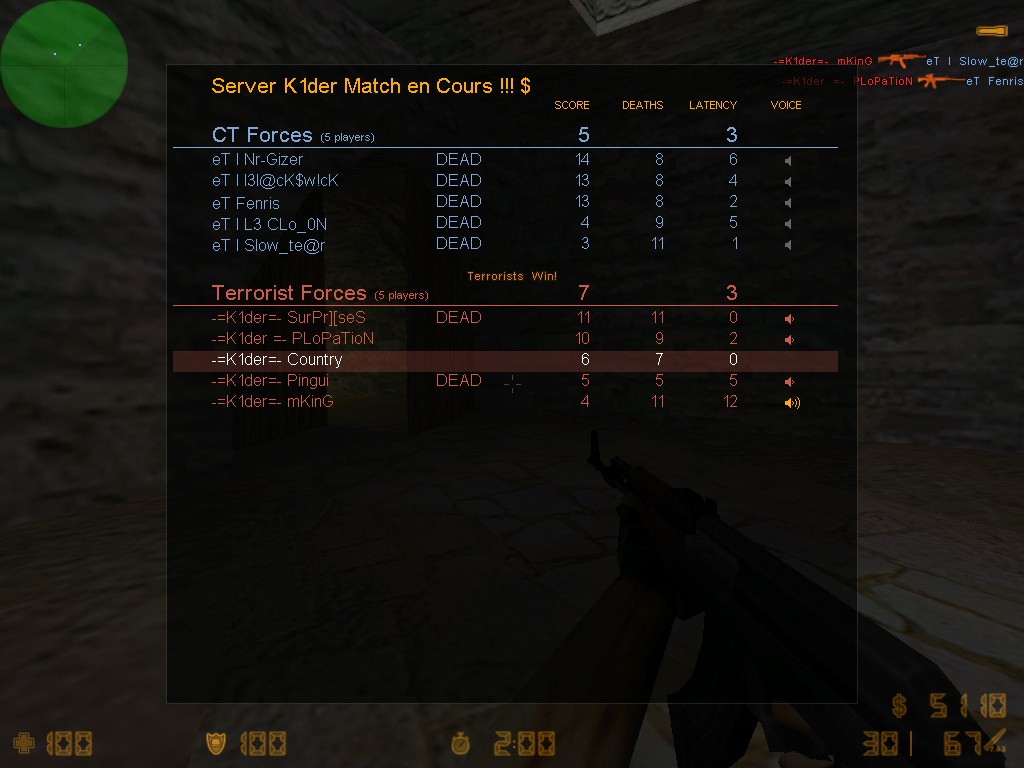 -=K1der=- mKinG eT | Slow_te@r
-=K1der =- PLoPaTioN eT Fenris
Server K1der Match en Cours !!! $
SCORE DEATHS LATENCY VOICE
CT Forces (5 players) 5 3
eT | Nr-Gizer DEAD 14 8 6
eT | l3l@cK$w!cK DEAD 13 8 4
eT Fenris DEAD 13 8 2
eT | L3 CLo_0N DEAD 4 9 5
eT | Slow_te@r DEAD 3 11 1
Terrorists Win!
Terrorist Forces (5 players) 7 3
-=K1der=- SurPr][seS DEAD 11 11 0
-=K1der =- PLoPaTioN 10 9 2
-=K1der=- Country 6 7 0
-=K1der=- Pingui DEAD 5 5 5
-=K1der=- mKinG 4 11 12
$ 5110
100 100 2:00 30| 67 7.62